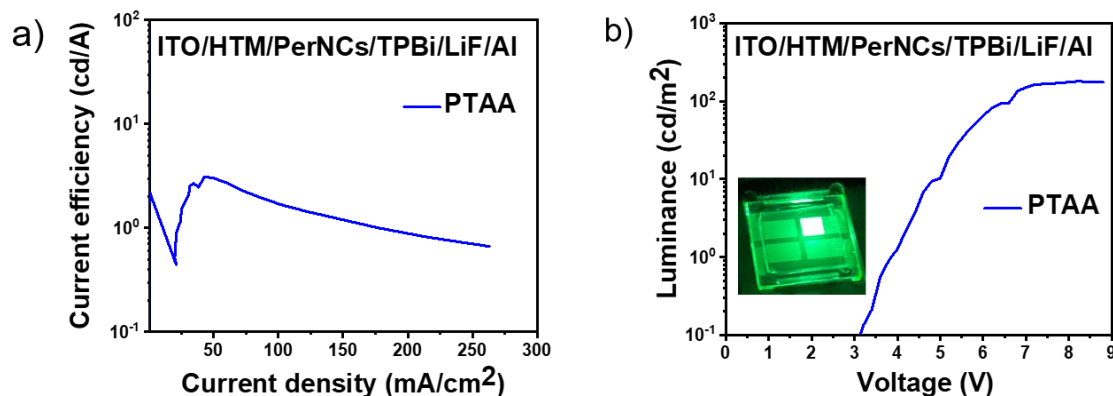 a)
ITO/HTM/PerNCs/TPBi/LiF/Al
PTAA
Current efficiency (cd/A)
10²
10¹
10⁰
10⁻¹
50 100 150 200 250 300
Current density (mA/cm²)
b)
ITO/HTM/PerNCs/TPBi/LiF/Al
PTAA
Luminance (cd/m²)
10³
10²
10¹
10⁰
10⁻¹
0 1 2 3 4 5 6 7 8 9
Voltage (V)